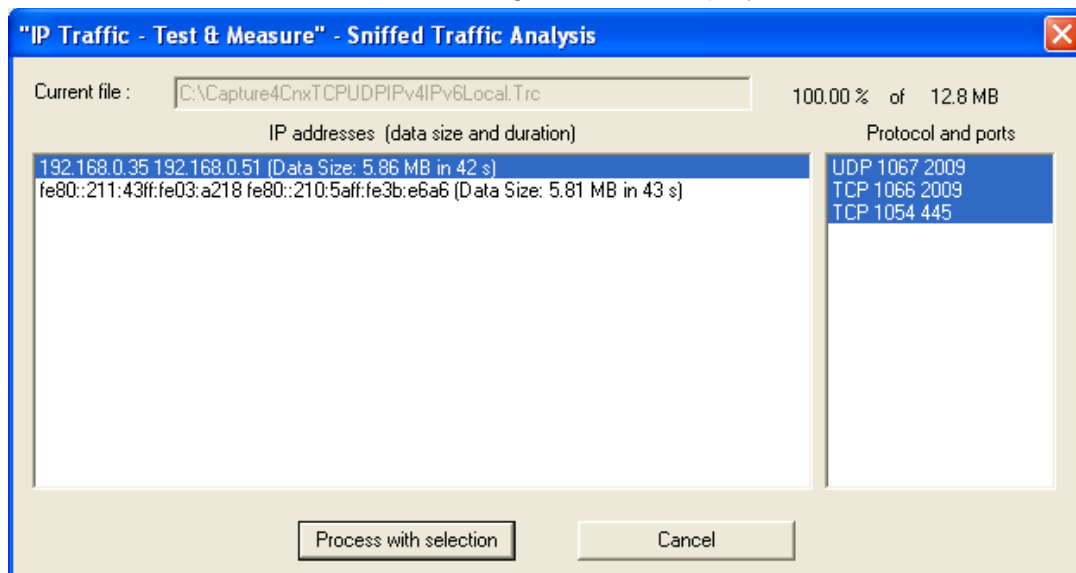 "IP Traffic - Test & Measure" - Sniffed Traffic Analysis
Current file : C:\Capture4CnxTCPUDPIPv4IPv6Local.Trc 100.00 % of 12.8 MB
IP addresses (data size and duration) Protocol and ports
192.168.0.35 192.168.0.51 (Data Size: 5.86 MB in 42 s) UDP 1067 2009
fe80::211:43ff:fe03:a218 fe80::210:5aff:fe3b:e6a6 (Data Size: 5.81 MB in 43 s) TCP 1066 2009
TCP 1054 445
Process with selection Cancel